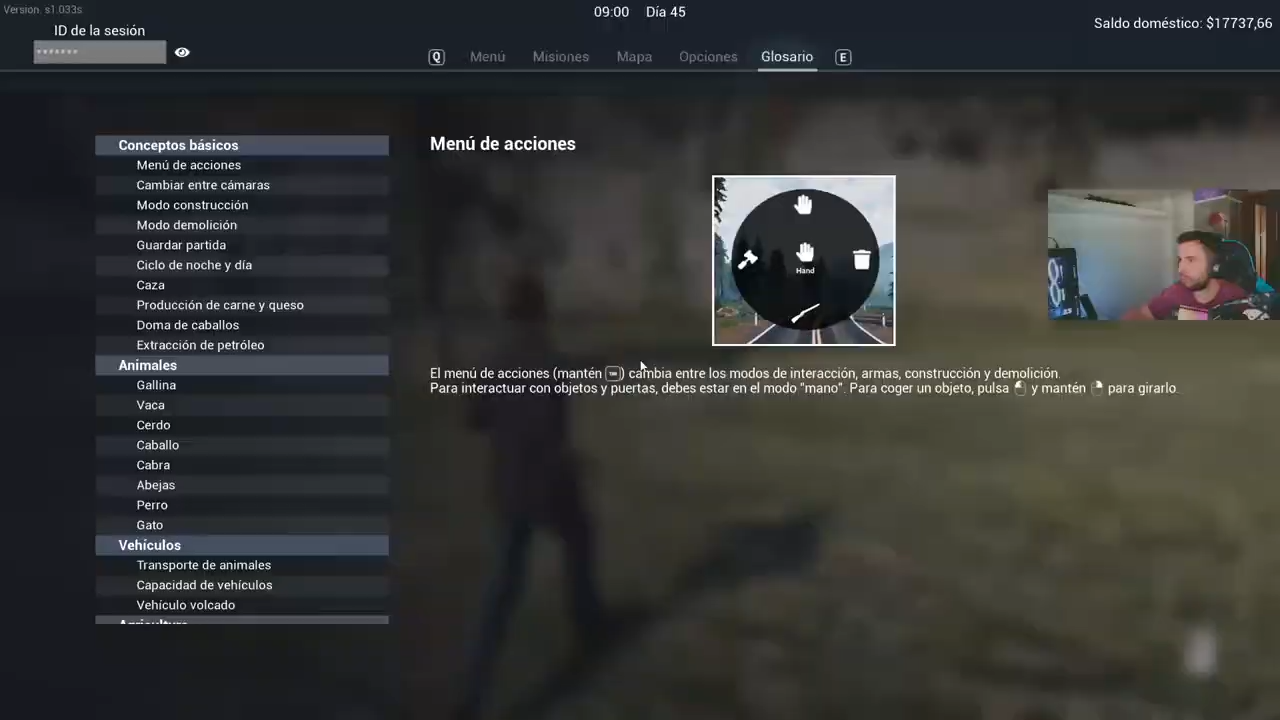 Version. s1.033s
09:00 Día 45
ID de la sesión
Saldo doméstico: $17737,66
*******
Q Menú Misiones Mapa Opciones Glosario E
Conceptos básicos
Menú de acciones
Cambiar entre cámaras
Modo construcción
Modo demolición
Guardar partida
Ciclo de noche y día
Caza
Producción de carne y queso
Doma de caballos
Extracción de petróleo
Animales
Gallina
Vaca
Cerdo
Caballo
Cabra
Abejas
Perro
Gato
Vehículos
Transporte de animales
Capacidad de vehículos
Vehículo volcado
Agricultura
Menú de acciones
Hand
El menú de acciones (mantén ) cambia entre los modos de interacción, armas, construcción y demolición.
Para interactuar con objetos y puertas, debes estar en el modo "mano". Para coger un objeto, pulsa y mantén para girarlo.